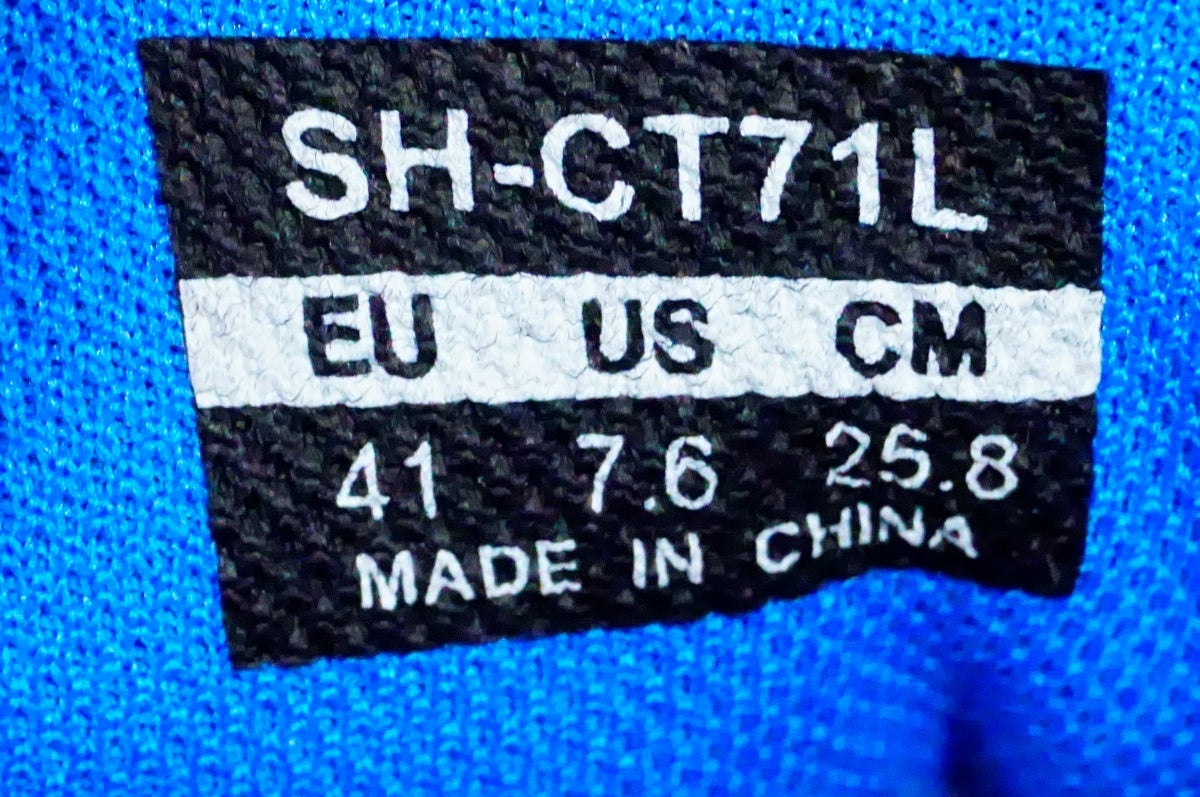 SH-CT71L
EU US CM
41 7.6 25.8
MADE IN CHINA